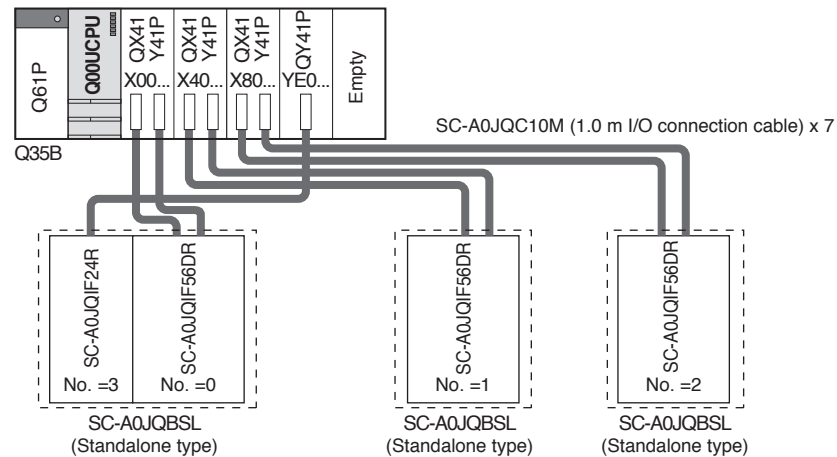 Q61P
Q00UCPU
QX41
Y41P
X00...
QX41
Y41P
X40...
QX41
Y41P
X80...
QY41P
YE0...
Empty
Q35B
SC-A0JQC10M (1.0 m I/O connection cable) x 7
SC-A0JQIF24R
No. =3
SC-A0JQIF56DR
No. =0
SC-A0JQIF56DR
No. =1
SC-A0JQIF56DR
No. =2
SC-A0JQBSL
(Standalone type)
SC-A0JQBSL
(Standalone type)
SC-A0JQBSL
(Standalone type)